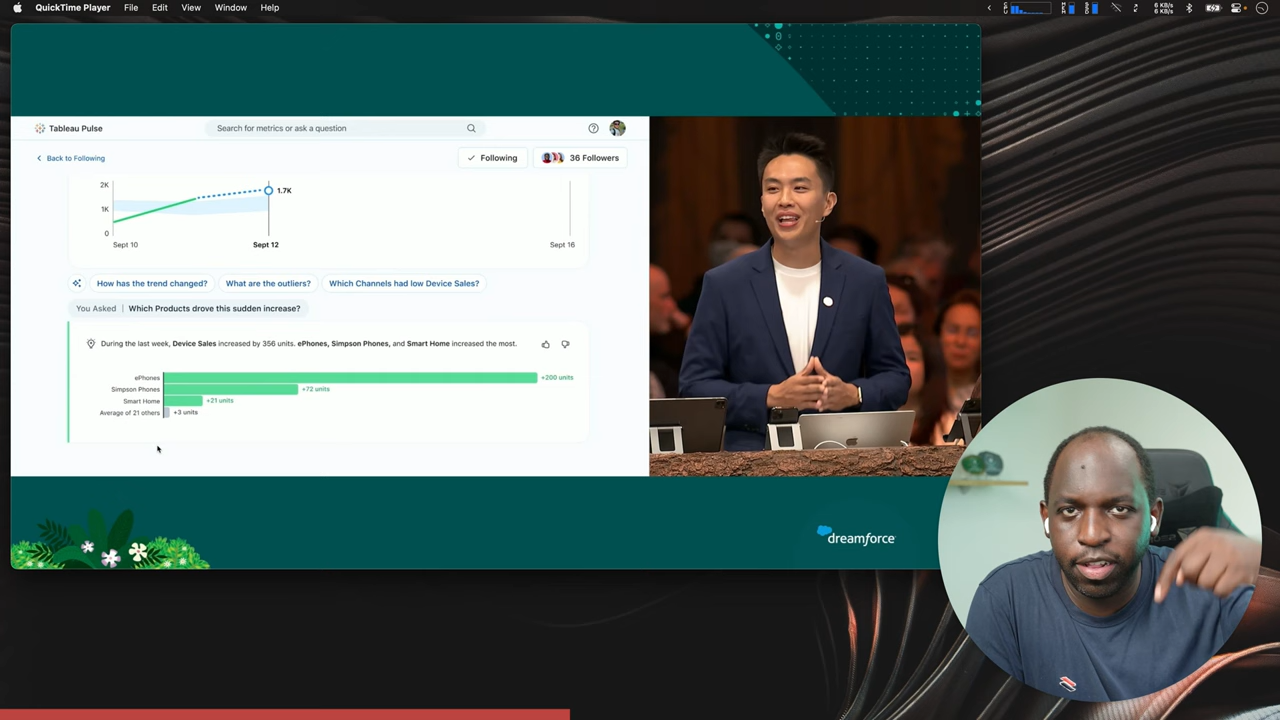 QuickTime Player File Edit View Window Help
6 KB/s
6 KB/s
Tableau Pulse
Search for metrics or ask a question
Back to Following
Following
36 Followers
2K
1K
0
1.7K
Sept 10
Sept 12
Sept 16
How has the trend changed?
What are the outliers?
Which Channels had low Device Sales?
You Asked | Which Products drove this sudden increase?
During the last week, Device Sales increased by 356 units. ePhones, Simpson Phones, and Smart Home increased the most.
ePhones +200 units
Simpson Phones +72 units
Smart Home +21 units
Average of 21 others +3 units
dreamforce